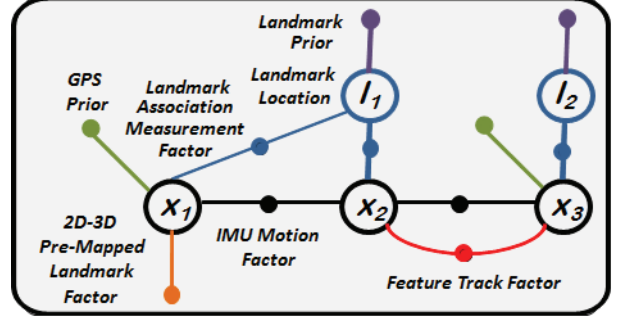 Landmark
Prior
GPS
Prior
Landmark
Association
Measurement
Factor
Landmark
Location
l1
l2
x1
x2
x3
2D-3D
Pre-Mapped
Landmark
Factor
IMU Motion
Factor
Feature Track Factor